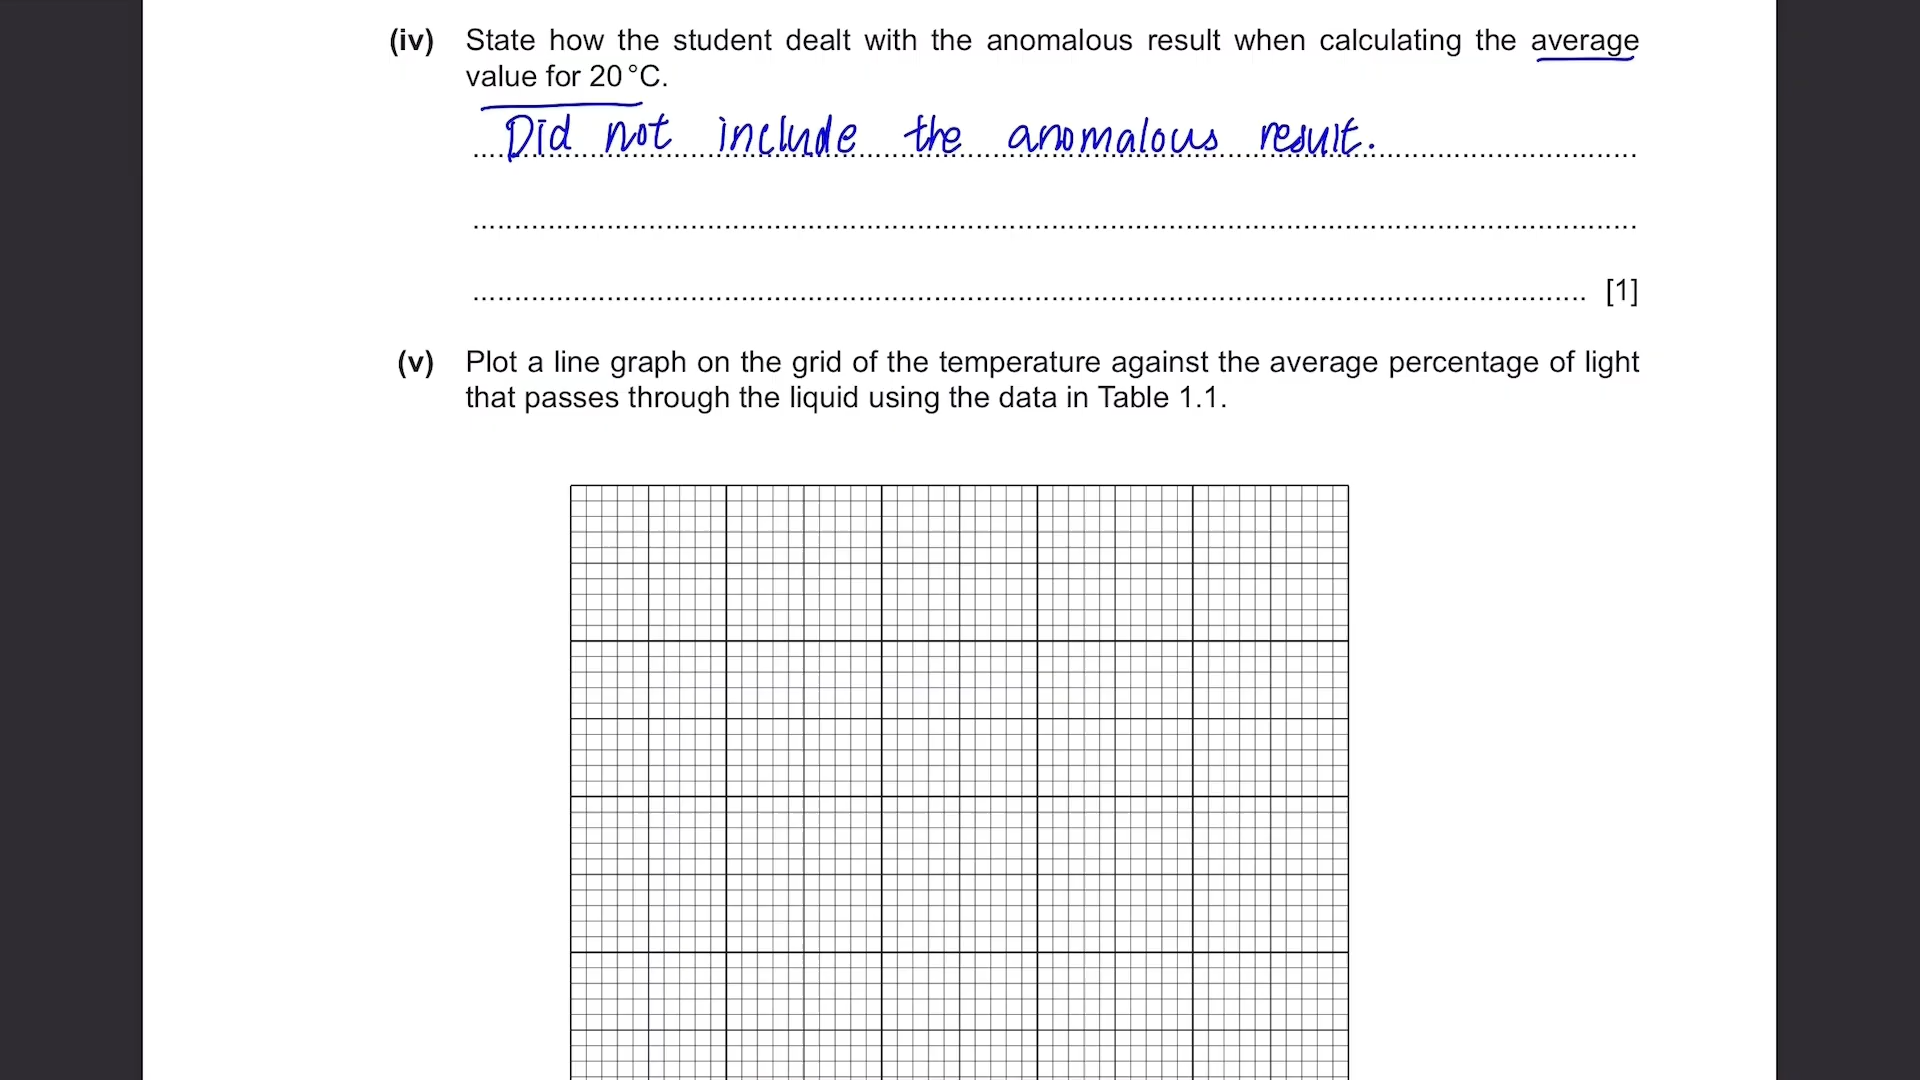 (iv) State how the student dealt with the anomalous result when calculating the average
value for 20 °C.
Did not include the anomalous result.
[1]
(v) Plot a line graph on the grid of the temperature against the average percentage of light
that passes through the liquid using the data in Table 1.1.